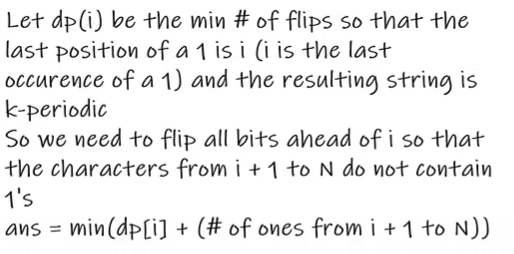 Let dp(i) be the min # of flips so that the
last position of a 1 is i (i is the last
occurence of a 1) and the resulting string is
k-periodic
So we need to flip all bits ahead of i so that
the characters from i + 1 to N do not contain
1's
ans = min(dp[i] + (# of ones from i + 1 to N))